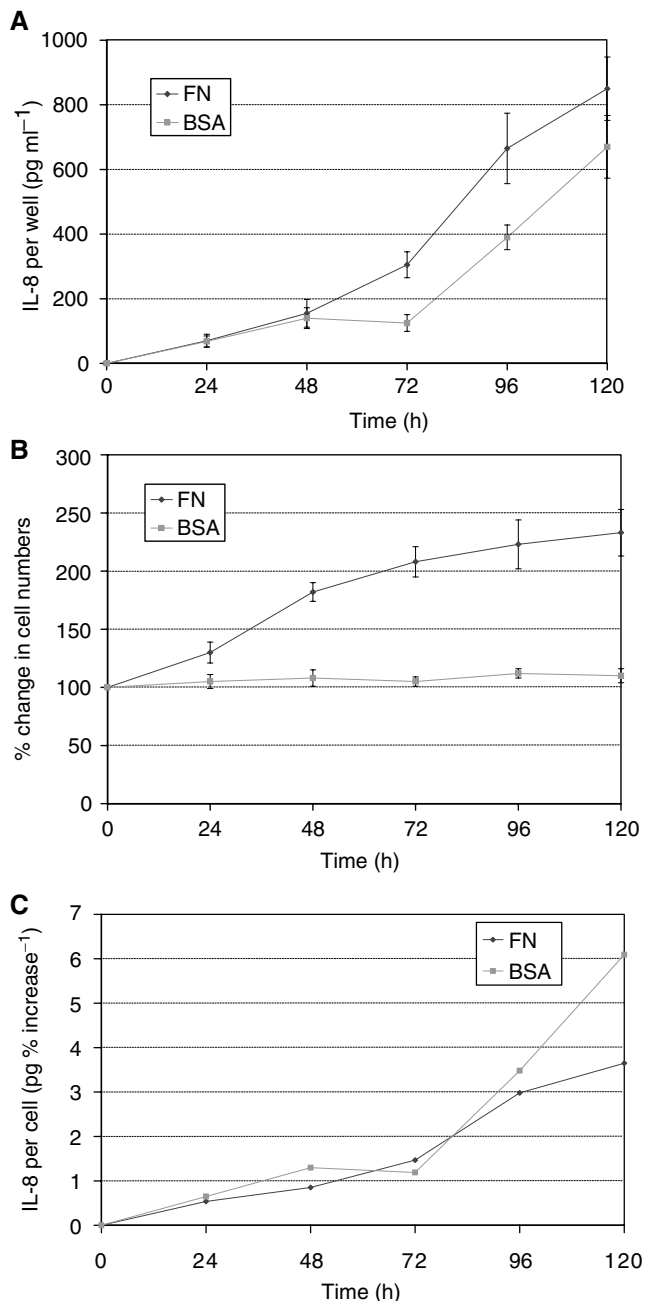 A
IL-8 per well (pg ml⁻¹)
1000
800
600
400
200
0
FN
BSA
0 24 48 72 96 120
Time (h)
B
% change in cell numbers
300
250
200
150
100
50
0
FN
BSA
0 24 48 72 96 120
Time (h)
C
IL-8 per cell (pg % increase⁻¹)
7
6
5
4
3
2
1
0
FN
BSA
0 24 48 72 96 120
Time (h)